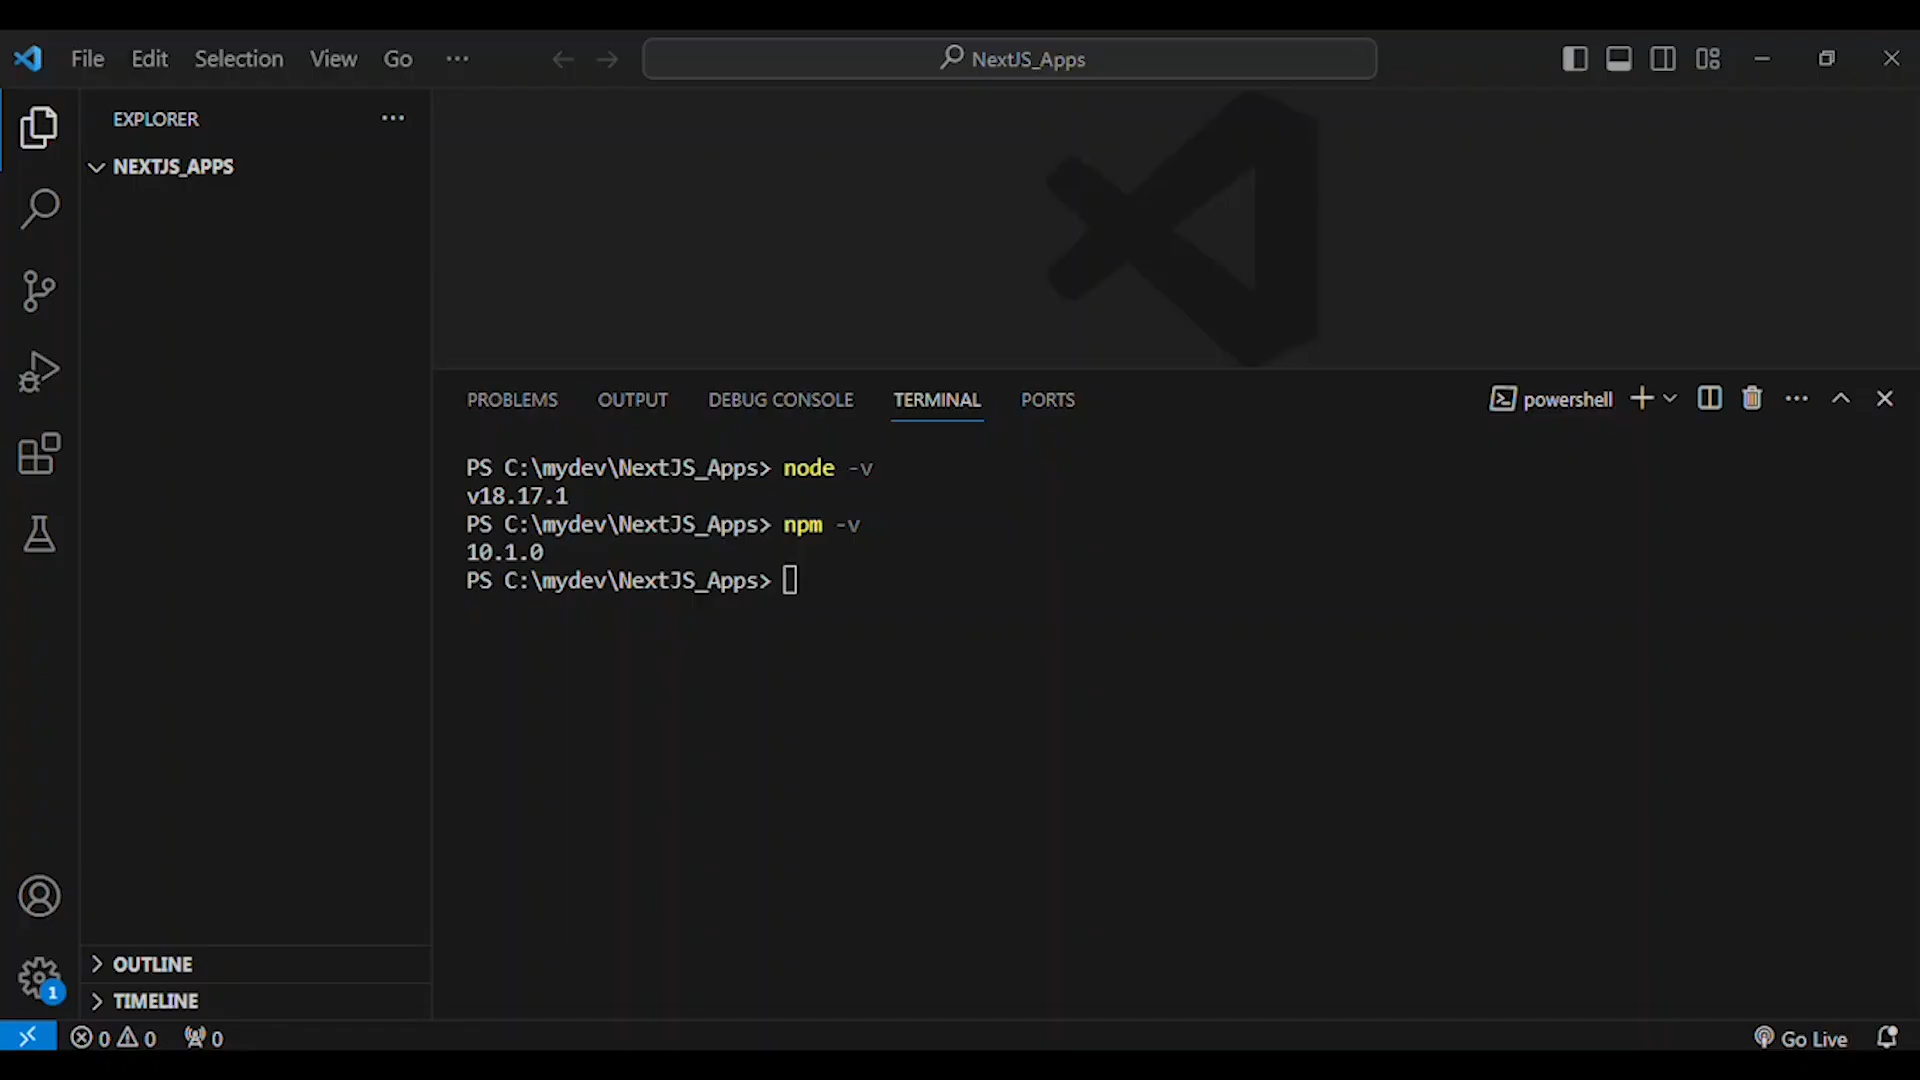 File Edit Selection View Go ··· NextJS_Apps
EXPLORER ···
NEXTJS_APPS
PROBLEMS OUTPUT DEBUG CONSOLE TERMINAL PORTS powershell
PS C:\mydev\NextJS_Apps> node -v
v18.17.1
PS C:\mydev\NextJS_Apps> npm -v
10.1.0
PS C:\mydev\NextJS_Apps>
OUTLINE
1
TIMELINE
0 0 0 Go Live